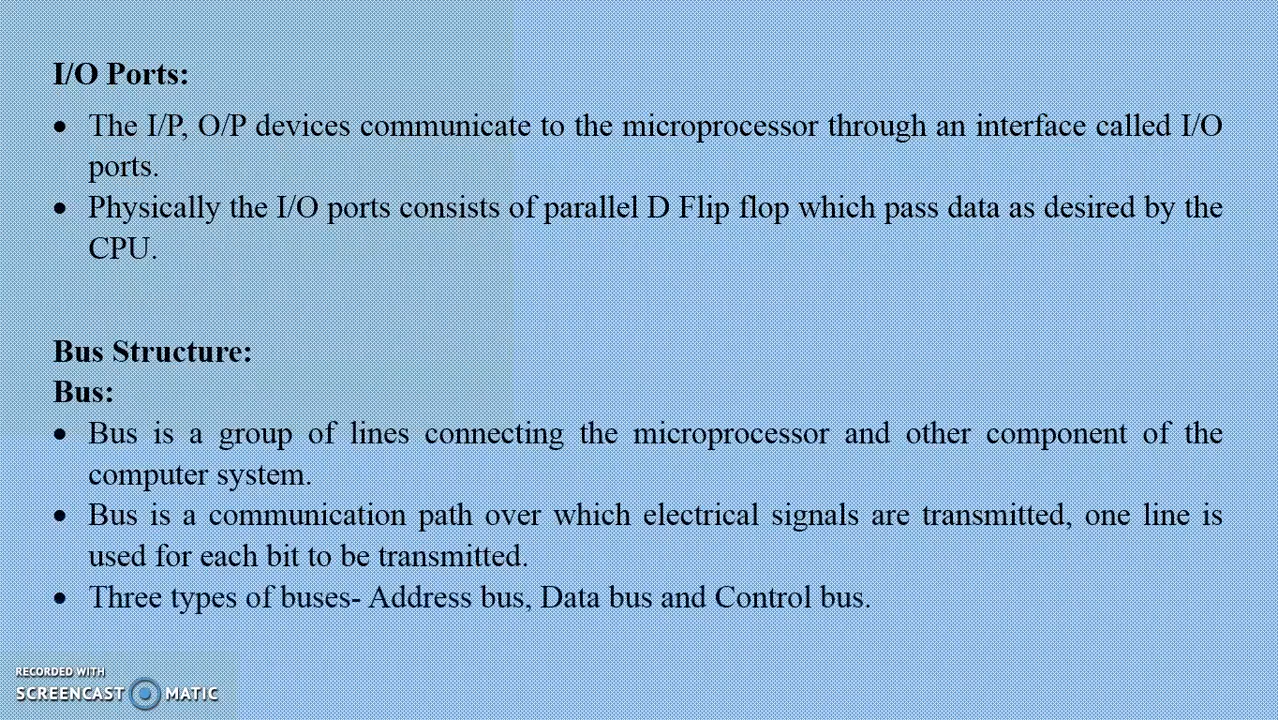 I/O Ports:
• The I/P, O/P devices communicate to the microprocessor through an interface called I/O
ports.
• Physically the I/O ports consists of parallel D Flip flop which pass data as desired by the
CPU.
Bus Structure:
Bus:
• Bus is a group of lines connecting the microprocessor and other component of the
computer system.
• Bus is a communication path over which electrical signals are transmitted, one line is
used for each bit to be transmitted.
• Three types of buses- Address bus, Data bus and Control bus.
RECORDED WITH
SCREENCAST MATIC